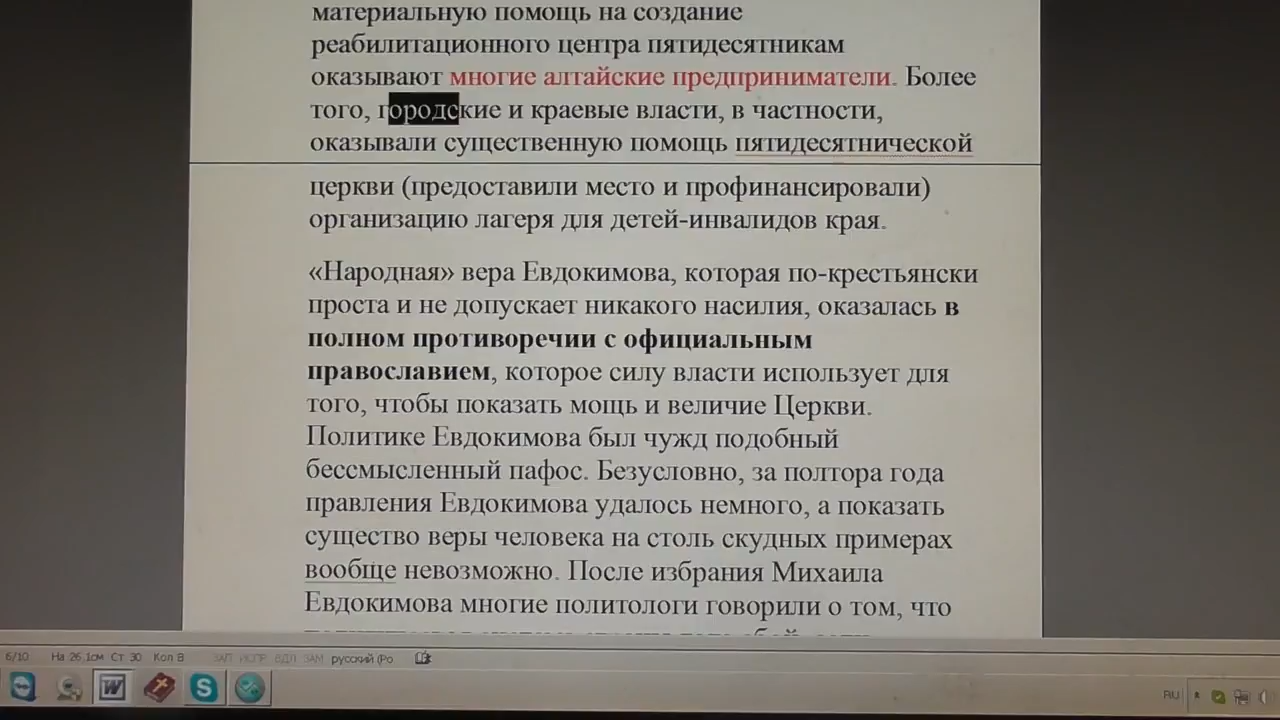 материальную помощь на создание
реабилитационного центра пятидесятникам
оказывают многие алтайские предприниматели. Более
того, городские и краевые власти, в частности,
оказывали существенную помощь пятидесятнической
церкви (предоставили место и профинансировали)
организацию лагеря для детей-инвалидов края.
«Народная» вера Евдокимова, которая по-крестьянски
проста и не допускает никакого насилия, оказалась в
полном противоречии с официальным
православием, которое силу власти использует для
того, чтобы показать мощь и величие Церкви.
Политике Евдокимова был чужд подобный
бессмысленный пафос. Безусловно, за полтора года
правления Евдокимова удалось немного, а показать
существо веры человека на столь скудных примерах
вообще невозможно. После избрания Михаила
Евдокимова многие политологи говорили о том, что
6/10 На 26,1см Ст 30 Кол 8 ЗАП ИСПР ВДЛ ЗАМ русский (Ро
RU